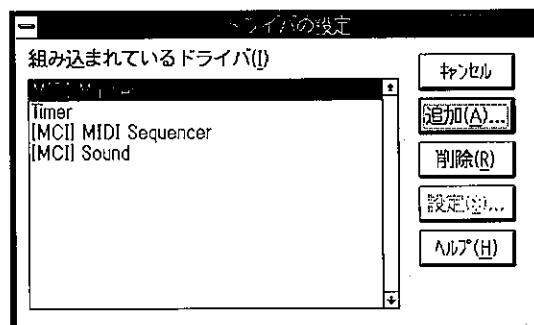 ドライバの設定
組み込まれているドライバ(I)
MIDI Mapper
Timer
[MCI] MIDI Sequencer
[MCI] Sound
キャンセル
追加(A)...
削除(R)
設定(S)...
ヘルプ(H)